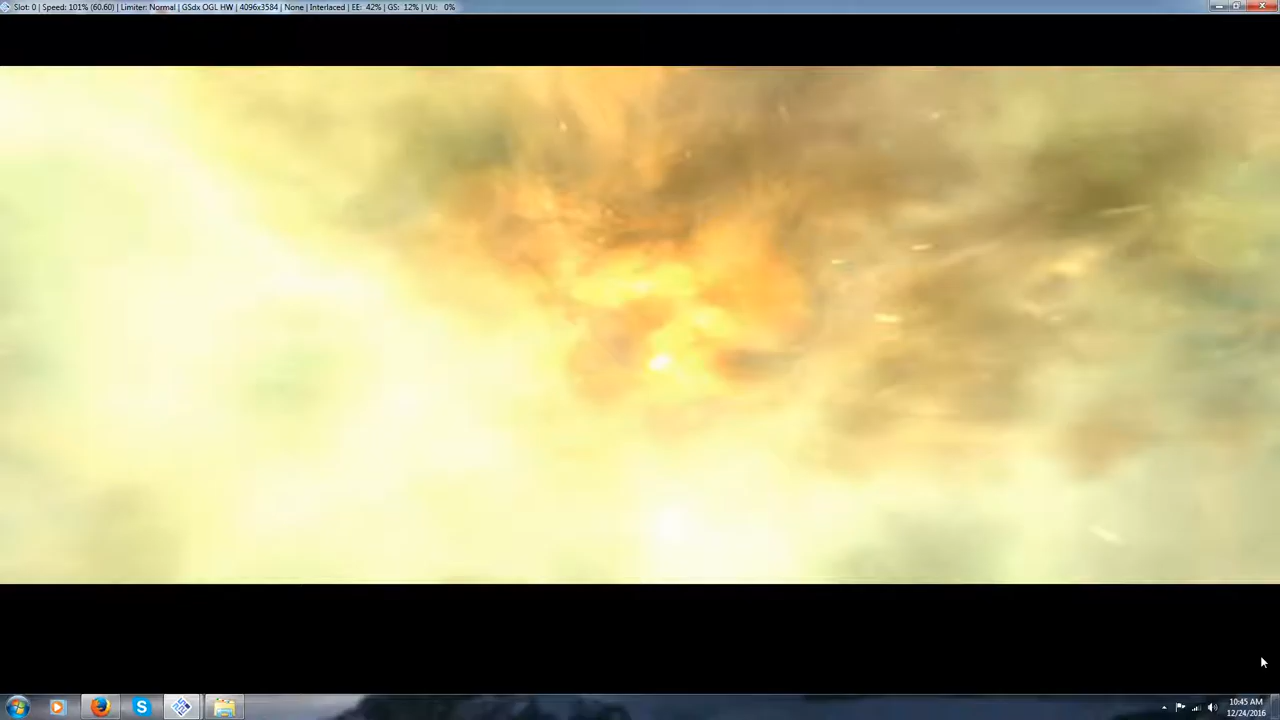 Slot: 0 | Speed: 101% (60.60) | Limiter: Normal | GSdx OGL HW | 4096x3584 | None | Interlaced | EE: 42% | GS: 12% | VU: 0%
10:45 AM
12/24/2016